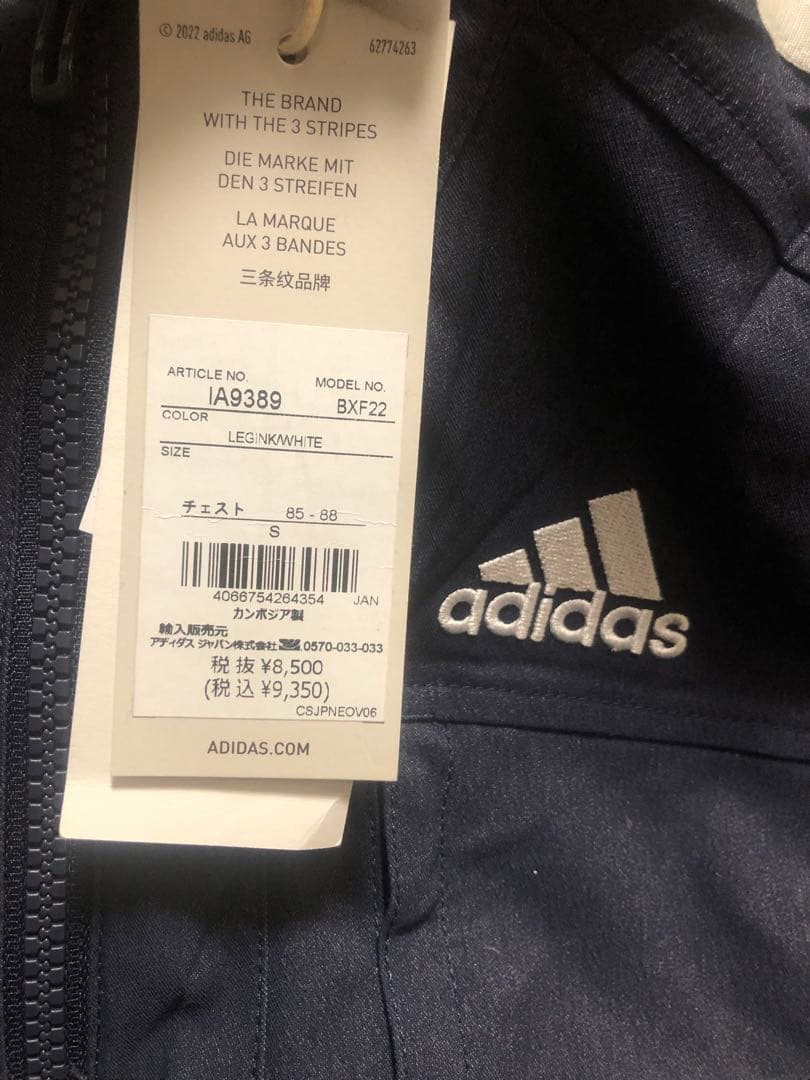 © 2022 adidas AG
62774263
THE BRAND
WITH THE 3 STRIPES
DIE MARKE MIT
DEN 3 STREIFEN
LA MARQUE
AUX 3 BANDES
三条纹品牌
ARTICLE NO.
MODEL NO.
IA9389
BXF22
COLOR
LEGINK/WHITE
SIZE
チェスト 85 - 88
S
4066754264354 JAN
カンボジア製
輸入販売元
アディダス ジャパン株式会社 0570-033-033
税 抜 ¥8,500
(税 込 ¥9,350)
CSJPNEOV06
ADIDAS.COM
adidas